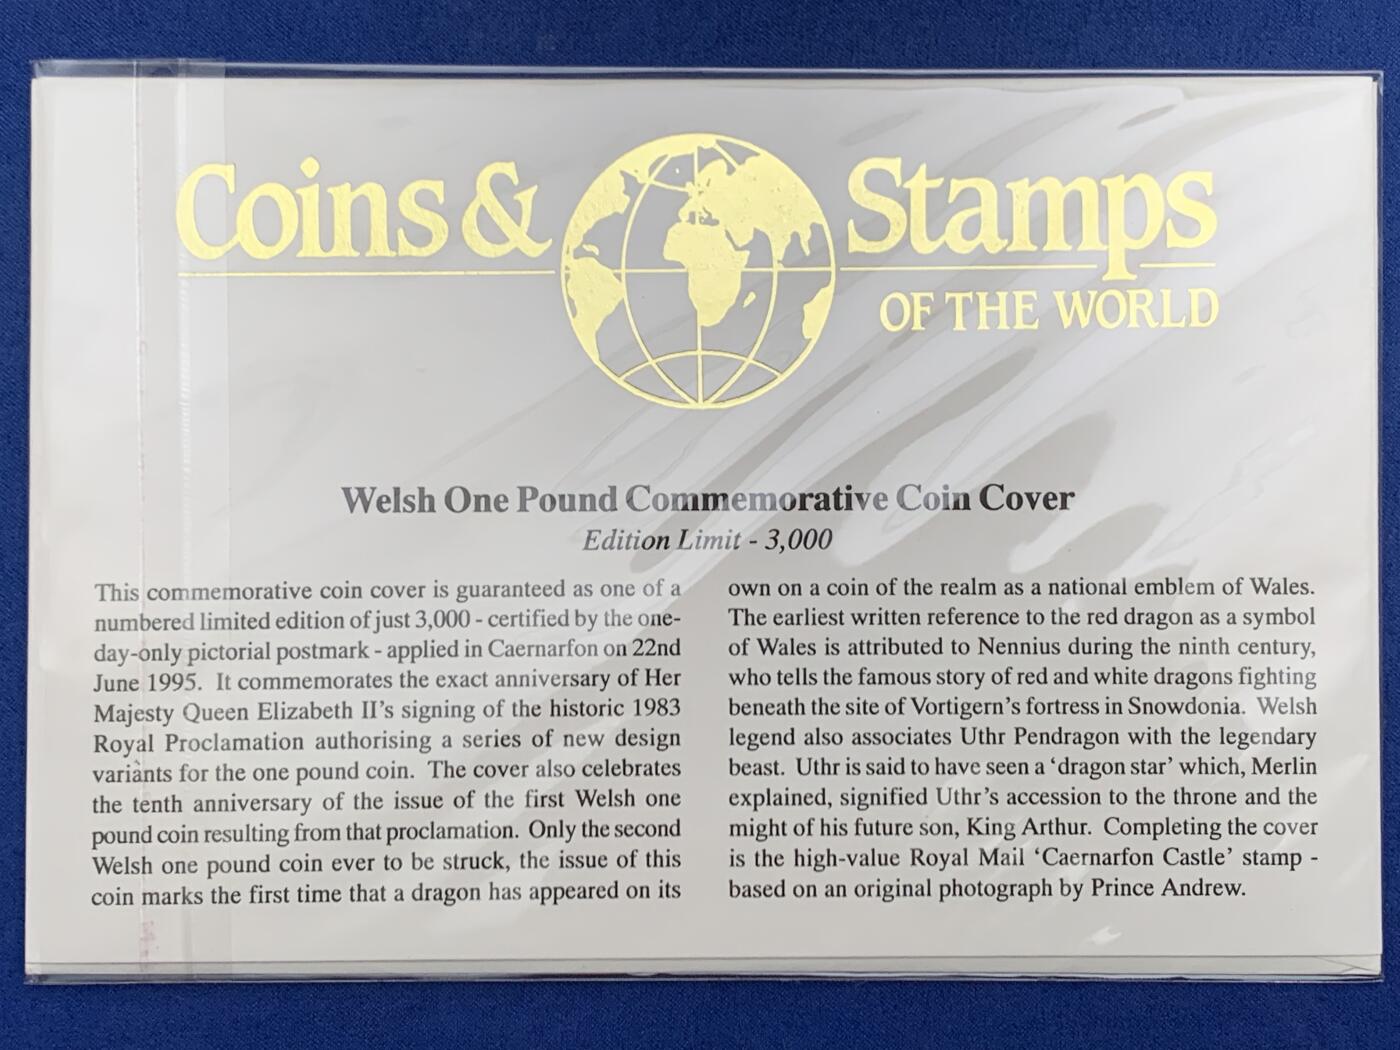 Coins & Stamps
OF THE WORLD
Welsh One Pound Commemorative Coin Cover
Edition Limit - 3,000
This commemorative coin cover is guaranteed as one of a
numbered limited edition of just 3,000 - certified by the one-
day-only pictorial postmark - applied in Caernarfon on 22nd
June 1995. It commemorates the exact anniversary of Her
Majesty Queen Elizabeth II's signing of the historic 1983
Royal Proclamation authorising a series of new design
variants for the one pound coin. The cover also celebrates
the tenth anniversary of the issue of the first Welsh one
pound coin resulting from that proclamation. Only the second
Welsh one pound coin ever to be struck, the issue of this
coin marks the first time that a dragon has appeared on its
own on a coin of the realm as a national emblem of Wales.
The earliest written reference to the red dragon as a symbol
of Wales is attributed to Nennius during the ninth century,
who tells the famous story of red and white dragons fighting
beneath the site of Vortigern's fortress in Snowdonia. Welsh
legend also associates Uthr Pendragon with the legendary
beast. Uthr is said to have seen a 'dragon star' which, Merlin
explained, signified Uthr's accession to the throne and the
might of his future son, King Arthur. Completing the cover
is the high-value Royal Mail 'Caernarfon Castle' stamp -
based on an original photograph by Prince Andrew.